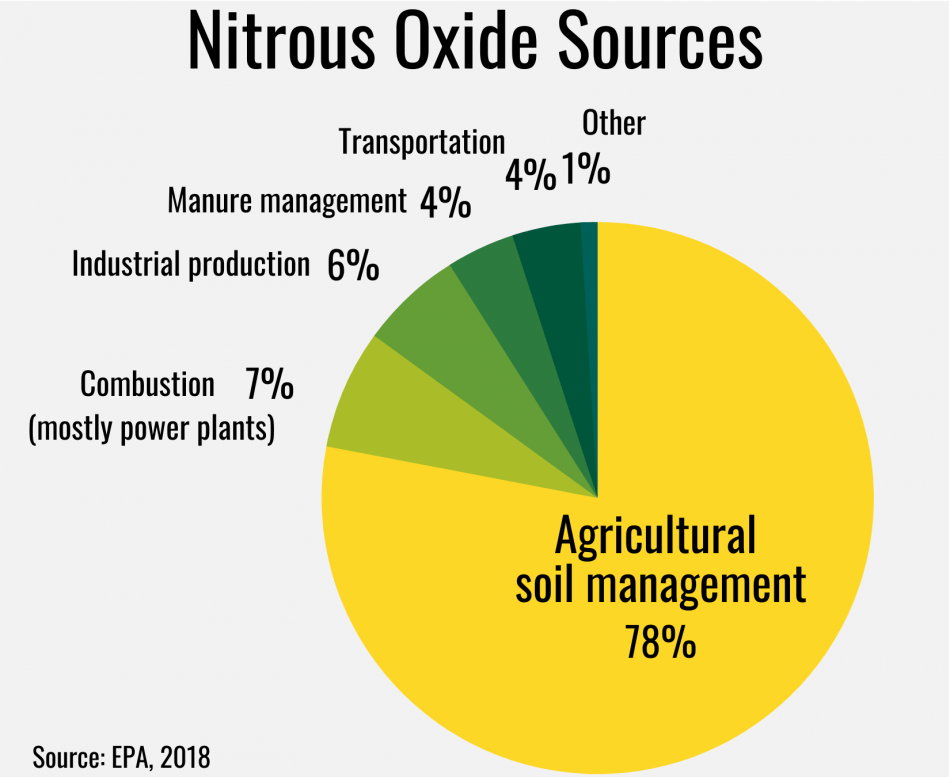 Nitrous Oxide Sources
Other
1%
Transportation
4%
Manure management 4%
Industrial production 6%
Combustion 7%
(mostly power plants)
Agricultural
soil management
78%
Source: EPA, 2018